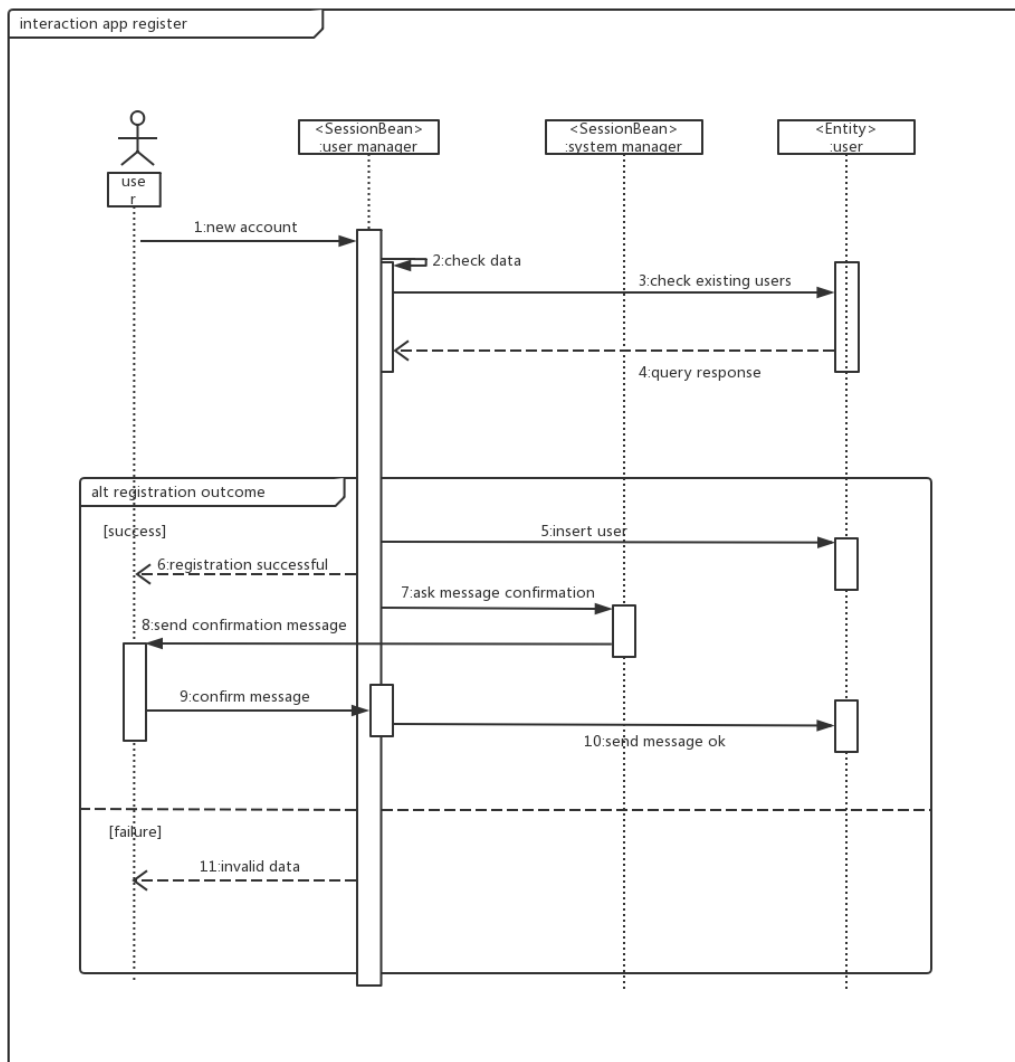 interaction app register
<SessionBean>
:user manager
<SessionBean>
:system manager
<Entity>
:user
use
r
1:new account
2:check data
3:check existing users
4:query response
alt registration outcome
[success]
5:insert user
6:registration successful
7:ask message confirmation
8:send confirmation message
9:confirm message
10:send message ok
[failure]
11:invalid data